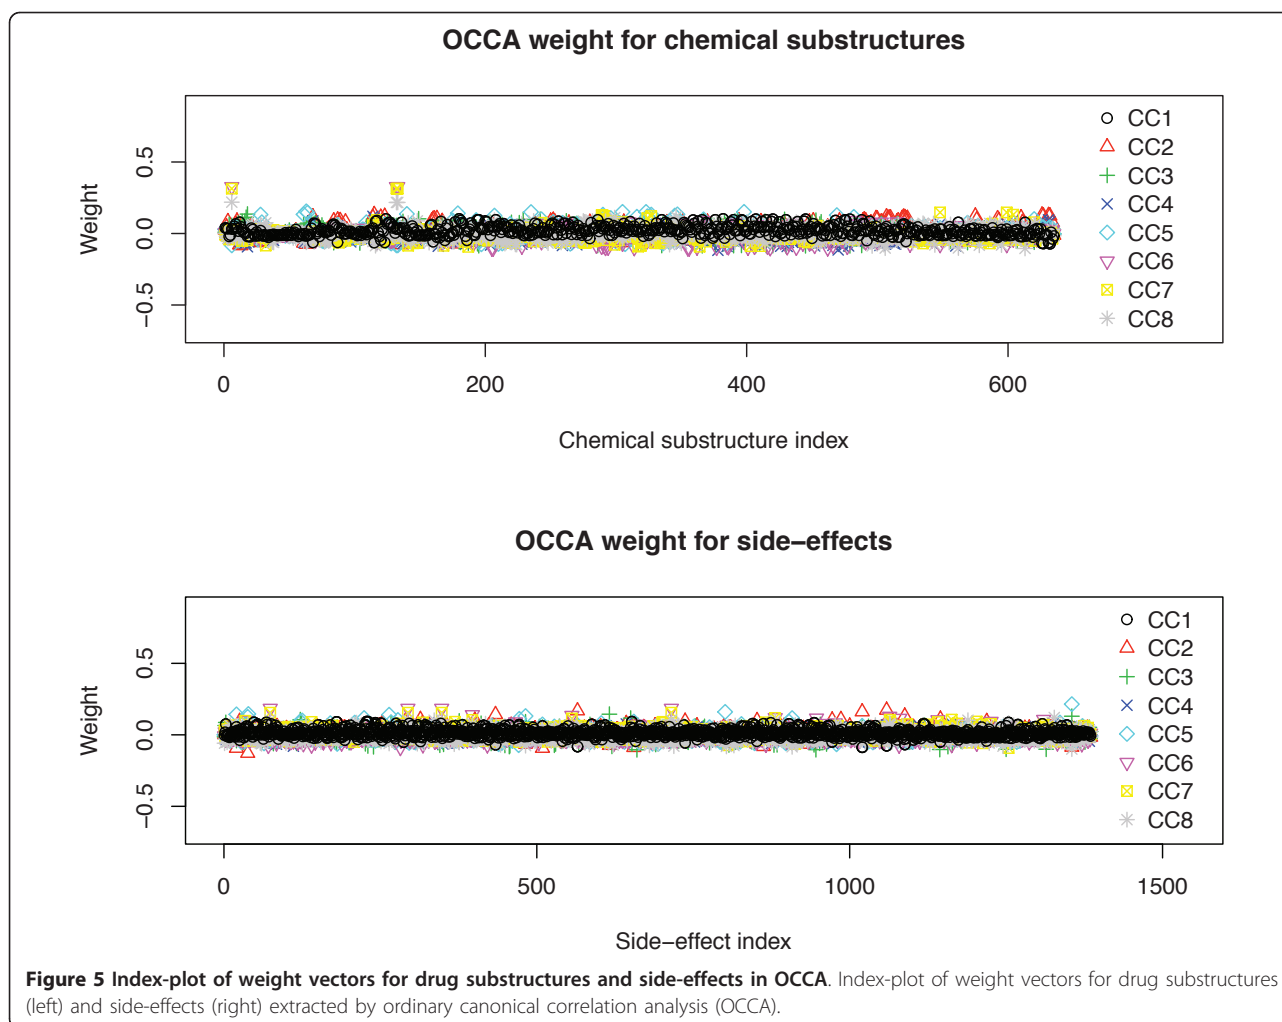 OCCA weight for chemical substructures
Weight
0.5
0.0
−0.5
CC1
CC2
CC3
CC4
CC5
CC6
CC7
CC8
0 200 400 600
Chemical substructure index
OCCA weight for side−effects
Weight
0.5
0.0
−0.5
CC1
CC2
CC3
CC4
CC5
CC6
CC7
CC8
0 500 1000 1500
Side−effect index
Figure 5 Index-plot of weight vectors for drug substructures and side-effects in OCCA. Index-plot of weight vectors for drug substructures
(left) and side-effects (right) extracted by ordinary canonical correlation analysis (OCCA).